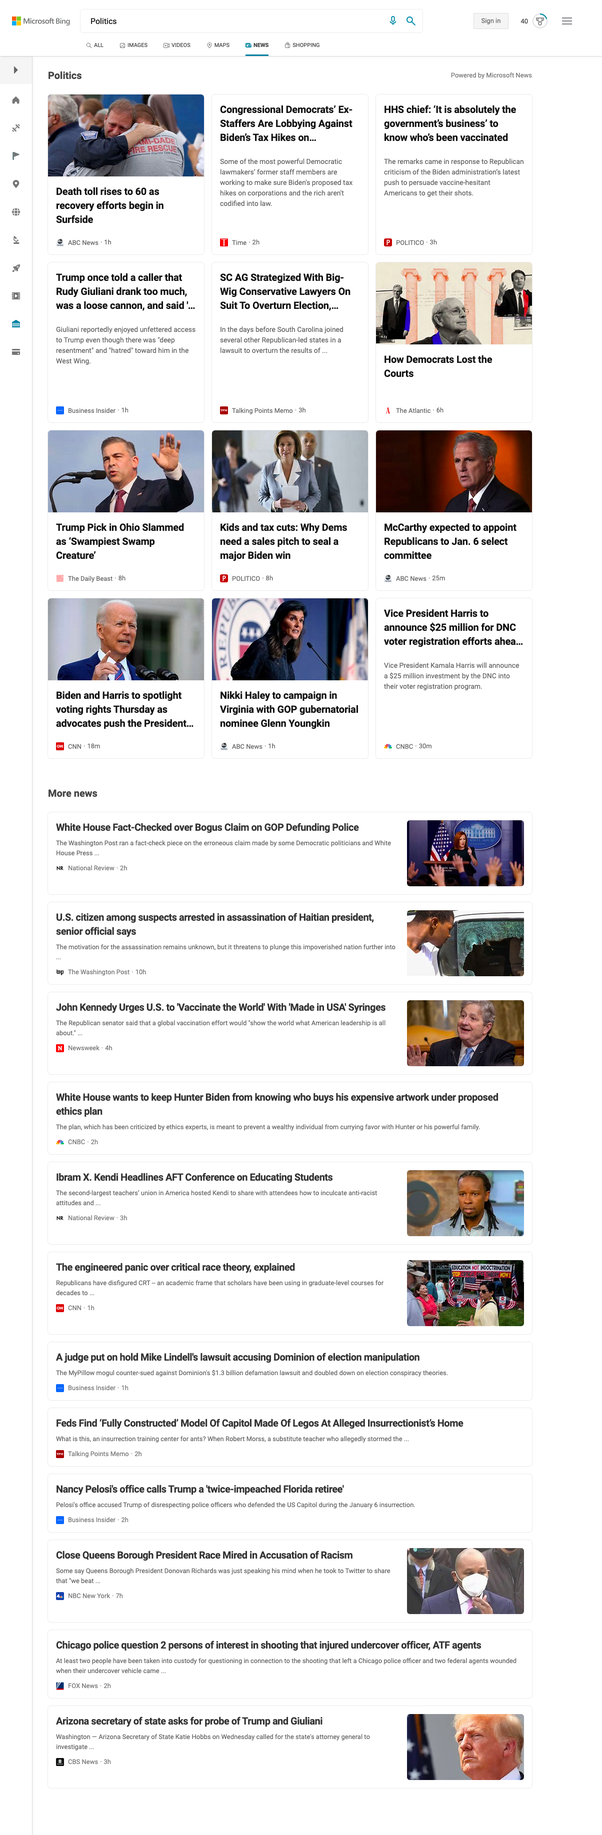 Microsoft Bing
Politics
Sign in
40
ALL
IMAGES
VIDEOS
MAPS
NEWS
SHOPPING
Politics
Powered by Microsoft News
Death toll rises to 60 as
recovery efforts begin in
Surfside
ABC News · 1h
Congressional Democrats' Ex-
Staffers Are Lobbying Against
Biden's Tax Hikes on...
Some of the most powerful Democratic
lawmakers' former staff members are
working to make sure Biden's proposed tax
hikes on corporations and the rich aren't
codified into law.
Time · 2h
HHS chief: 'It is absolutely the
government's business' to
know who's been vaccinated
The remarks came in response to Republican
criticism of the Biden administration's latest
push to persuade vaccine-hesitant
Americans to get their shots.
POLITICO · 3h
Trump once told a caller that
Rudy Giuliani drank too much,
was a loose cannon, and said '...
Giuliani reportedly enjoyed unfettered access
to Trump even though there was "deep
resentment" and "hatred" toward him in the
West Wing.
Business Insider · 1h
SC AG Strategized With Big-
Wig Conservative Lawyers On
Suit To Overturn Election,...
In the days before South Carolina joined
several other Republican-led states in a
lawsuit to overturn the results of ...
Talking Points Memo · 3h
How Democrats Lost the
Courts
The Atlantic · 6h
Trump Pick in Ohio Slammed
as 'Swampiest Swamp
Creature'
The Daily Beast · 8h
Kids and tax cuts: Why Dems
need a sales pitch to seal a
major Biden win
POLITICO · 8h
McCarthy expected to appoint
Republicans to Jan. 6 select
committee
ABC News · 25m
Biden and Harris to spotlight
voting rights Thursday as
advocates push the President...
CNN · 18m
Nikki Haley to campaign in
Virginia with GOP gubernatorial
nominee Glenn Youngkin
ABC News · 1h
Vice President Harris to
announce $25 million for DNC
voter registration efforts ahea...
Vice President Kamala Harris will announce
a $25 million investment by the DNC into
their voter registration program.
CNBC · 30m
More news
White House Fact-Checked over Bogus Claim on GOP Defunding Police
The Washington Post ran a fact-check piece on the erroneous claim made by some Democratic politicians and White
House Press ...
National Review · 2h
U.S. citizen among suspects arrested in assassination of Haitian president,
senior official says
The motivation for the assassination remains unknown, but it threatens to plunge this impoverished nation further into
...
The Washington Post · 10h
John Kennedy Urges U.S. to 'Vaccinate the World' With 'Made in USA' Syringes
The Republican senator said that a global vaccination effort would "show the world what American leadership is all
about." ...
Newsweek · 4h
White House wants to keep Hunter Biden from knowing who buys his expensive artwork under proposed
ethics plan
The plan, which has been criticized by ethics experts, is meant to prevent a wealthy individual from currying favor with Hunter or his powerful family.
CNBC · 2h
Ibram X. Kendi Headlines AFT Conference on Educating Students
The second-largest teachers' union in America hosted Kendi to share with attendees how to inculcate anti-racist
attitudes and ...
National Review · 3h
The engineered panic over critical race theory, explained
Republicans have disfigured CRT – an academic frame that scholars have been using in graduate-level courses for
decades to ...
CNN · 1h
A judge put on hold Mike Lindell's lawsuit accusing Dominion of election manipulation
The MyPillow mogul counter-sued against Dominion's $1.3 billion defamation lawsuit and doubled down on election conspiracy theories.
Business Insider · 1h
Feds Find 'Fully Constructed' Model Of Capitol Made Of Legos At Alleged Insurrectionist's Home
What is this, an insurrection training center for ants? When Robert Morss, a substitute teacher who allegedly stormed the ...
Talking Points Memo · 2h
Nancy Pelosi's office calls Trump a 'twice-impeached Florida retiree'
Pelosi's office accused Trump of disrespecting police officers who defended the US Capitol during the January 6 insurrection.
Business Insider · 2h
Close Queens Borough President Race Mired in Accusation of Racism
Some say Queens Borough President Donovan Richards was just speaking his mind when he took to Twitter to share
that "we beat ...
NBC New York · 7h
Chicago police question 2 persons of interest in shooting that injured undercover officer, ATF agents
At least two people have been taken into custody for questioning in connection to the shooting that left a Chicago police officer and two federal agents wounded
when their undercover vehicle came ...
FOX News · 2h
Arizona secretary of state asks for probe of Trump and Giuliani
Washington — Arizona Secretary of State Katie Hobbs on Wednesday called for the state's attorney general to
investigate ...
CBS News · 3h